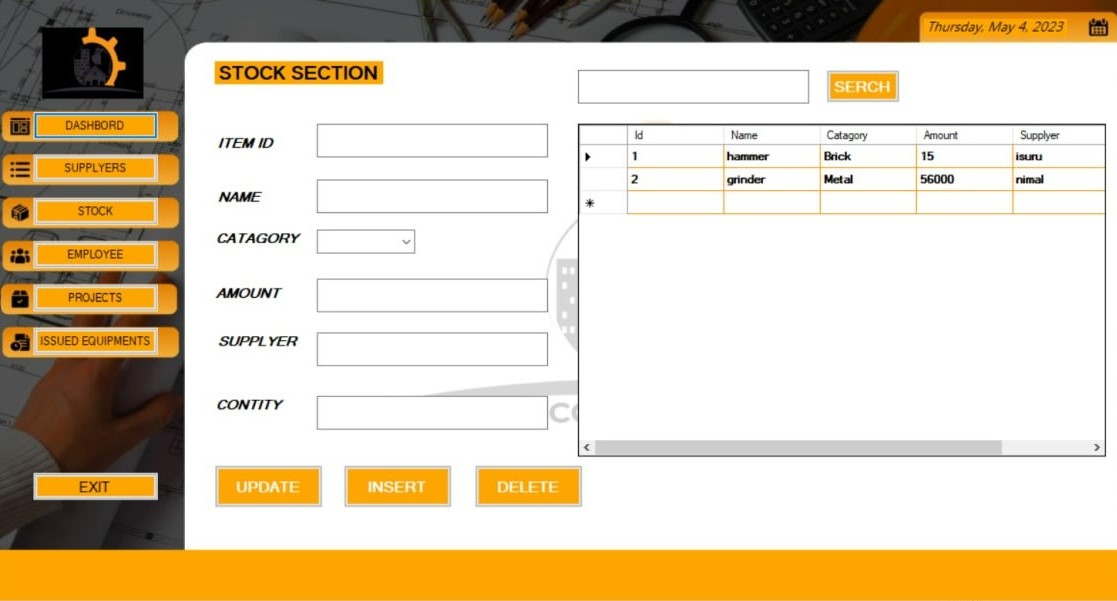 Thursday, May 4, 2023
STOCK SECTION
SERCH
DASHBORD
SUPPLYERS
STOCK
EMPLOYEE
PROJECTS
ISSUED EQUIPMENTS
EXIT
ITEM ID
NAME
CATAGORY
AMOUNT
SUPPLYER
CONTITY
UPDATE INSERT DELETE
Id Name Catagory Amount Supplyer
1 hammer Brick 15 isuru
2 grinder Metal 56000 nimal